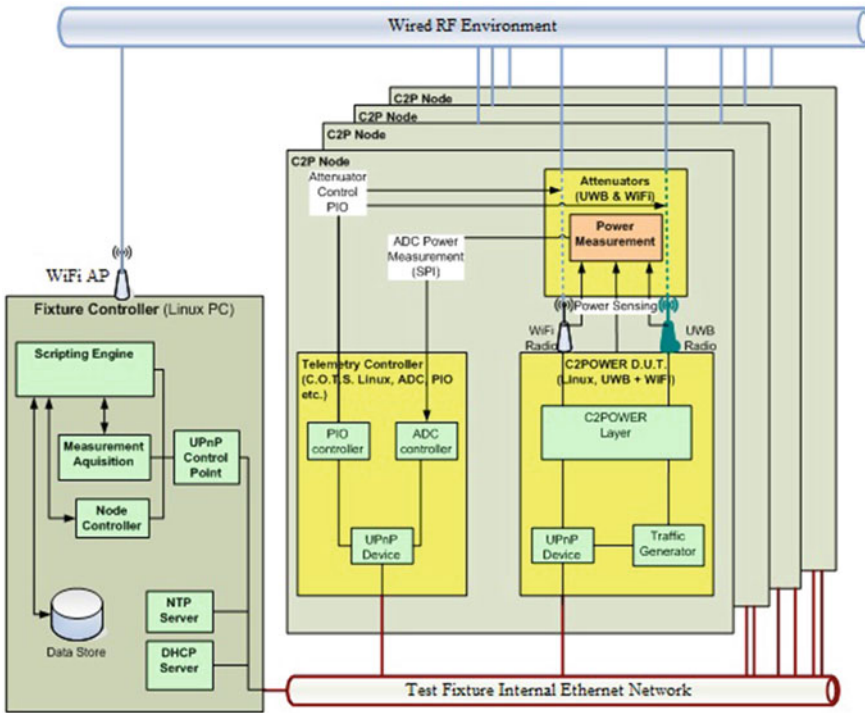 Wired RF Environment
C2P Node
C2P Node
C2P Node
C2P Node
Attenuator
Control
PIO
Attenuators
(UWB & WiFi)
Power
Measurement
ADC Power
Measurement
(SPI)
Power Sensing
WiFi
Radio
UWB
Radio
WiFi AP
Fixture Controller (Linux PC)
Scripting Engine
Measurement
Aquisition
UPnP
Control
Point
Node
Controller
Data Store
NTP
Server
DHCP
Server
Telemetry Controller
(C.O.T.S. Linux, ADC, PIO
etc.)
PIO
controller
ADC
controller
UPnP
Device
C2POWER D.U.T.
(Linux, UWB + WiFi)
C2POWER
Layer
UPnP
Device
Traffic
Generator
Test Fixture Internal Ethernet Network